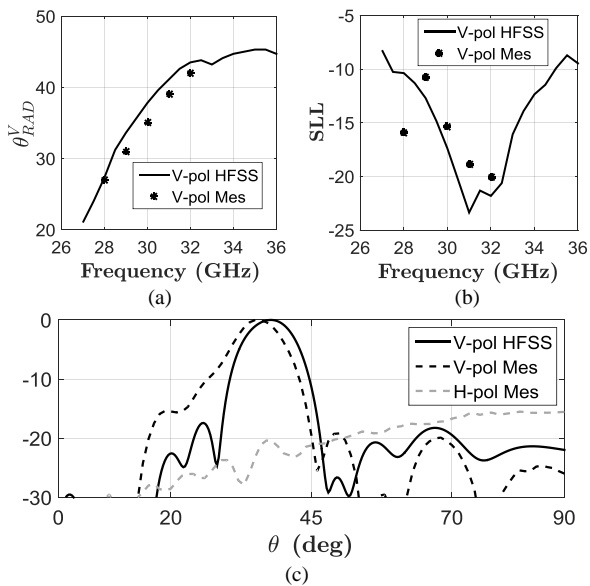 50
40
30
20
θ^V_RAD
V-pol HFSS
V-pol Mes
26 28 30 32 34 36
Frequency (GHz)
(a)
-5
-10
-15
-20
-25
SLL
V-pol HFSS
V-pol Mes
26 28 30 32 34 36
Frequency (GHz)
(b)
0
-10
-20
-30
V-pol HFSS
V-pol Mes
H-pol Mes
0 20 45 70 90
θ (deg)
(c)